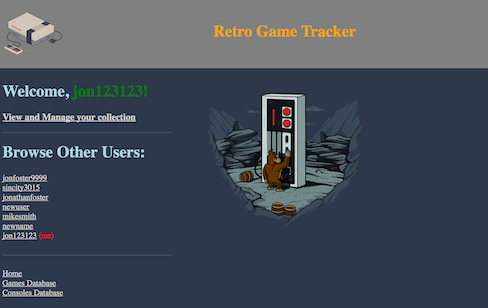 Retro Game Tracker
Welcome, jon123123!
View and Manage your collection
Browse Other Users:
jonfoster9999
sincity3015
jonathanfoster
newuser
mikesmith
newname
jon123123 (me)
Home
Games Database
Consoles Database